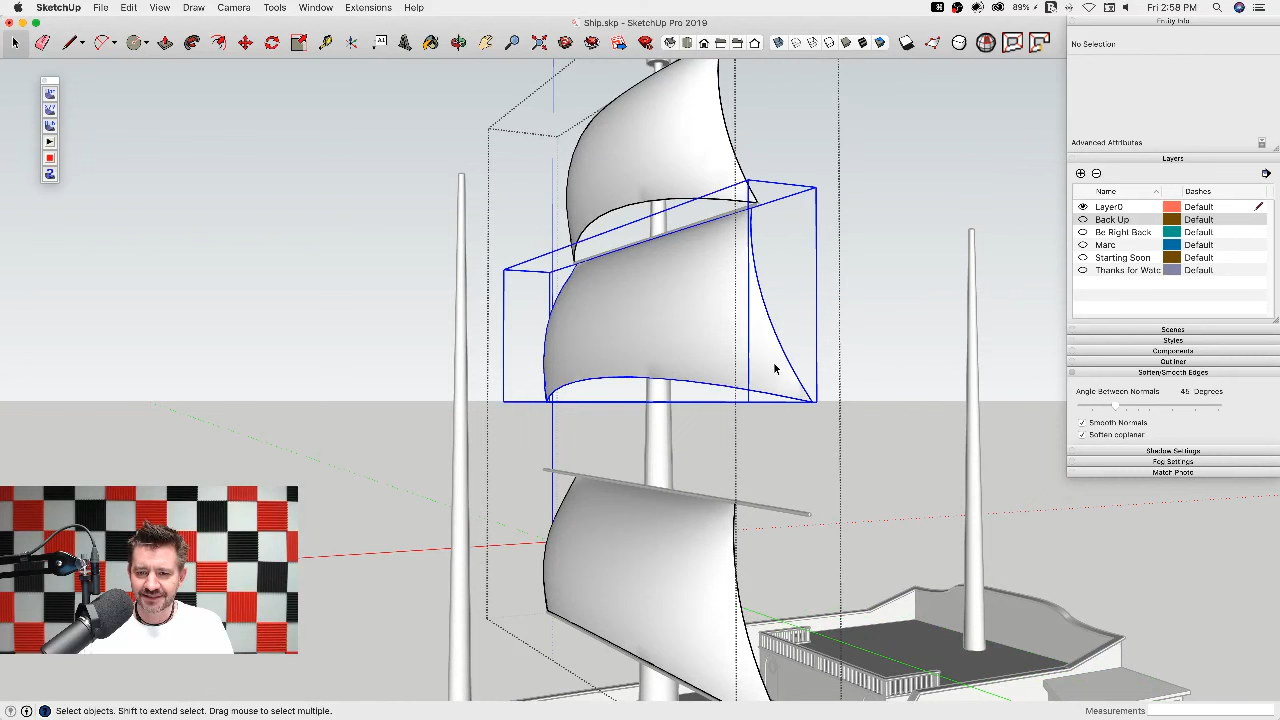 SketchUp File Edit View Draw Camera Tools Window Extensions Help
89% Fri 2:58 PM
Ship.skp - SketchUp Pro 2019
Entity Info
No Selection
Advanced Attributes
Layers
Name Dashes
Layer0 Default
Back Up Default
Be Right Back Default
Marc Default
Starting Soon Default
Thanks for Watc Default
Scenes
Styles
Components
Outliner
Soften/Smooth Edges
Angle Between Normals 45 Degrees
Smooth Normals
Soften coplanar
Shadow Settings
Fog Settings
Match Photo
Select objects. Shift to extend select. Drag mouse to select multiple.
Measurements